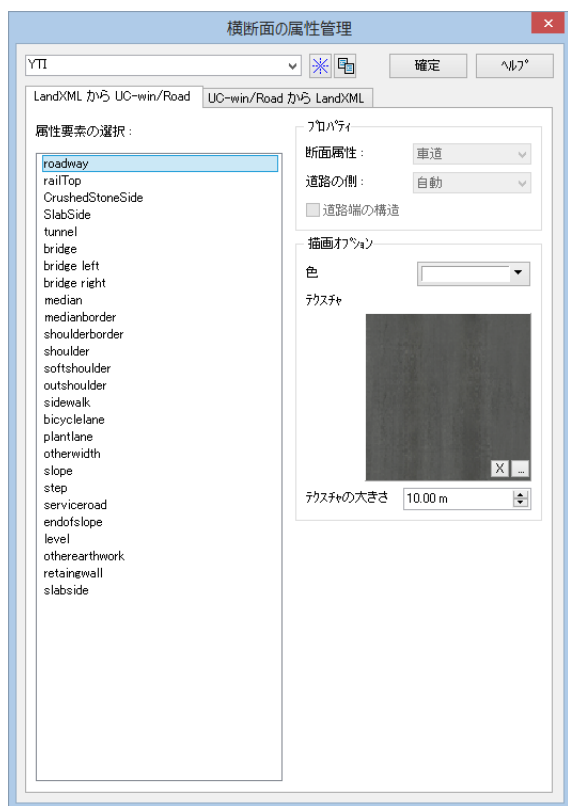 横断面の属性管理
×
YTI
確定
ﾍﾙﾌﾟ
LandXML から UC-win/Road
UC-win/Road から LandXML
属性要素の選択：
roadway
railTop
CrushedStoneSide
SlabSide
tunnel
bridge
bridge left
bridge right
median
medianborder
shoulderborder
shoulder
softshoulder
outshoulder
sidewalk
bicyclelane
plantlane
otherwidth
slope
step
serviceroad
endofslope
level
otherearthwork
retaingwall
slabside
ﾌﾟﾛﾊﾟﾃｨ
断面属性：
車道
道路の側：
自動
道路端の構造
描画ｵﾌﾟｼｮﾝ
色
ﾃｸｽﾁｬ
X ...
ﾃｸｽﾁｬの大きさ
10.00 m